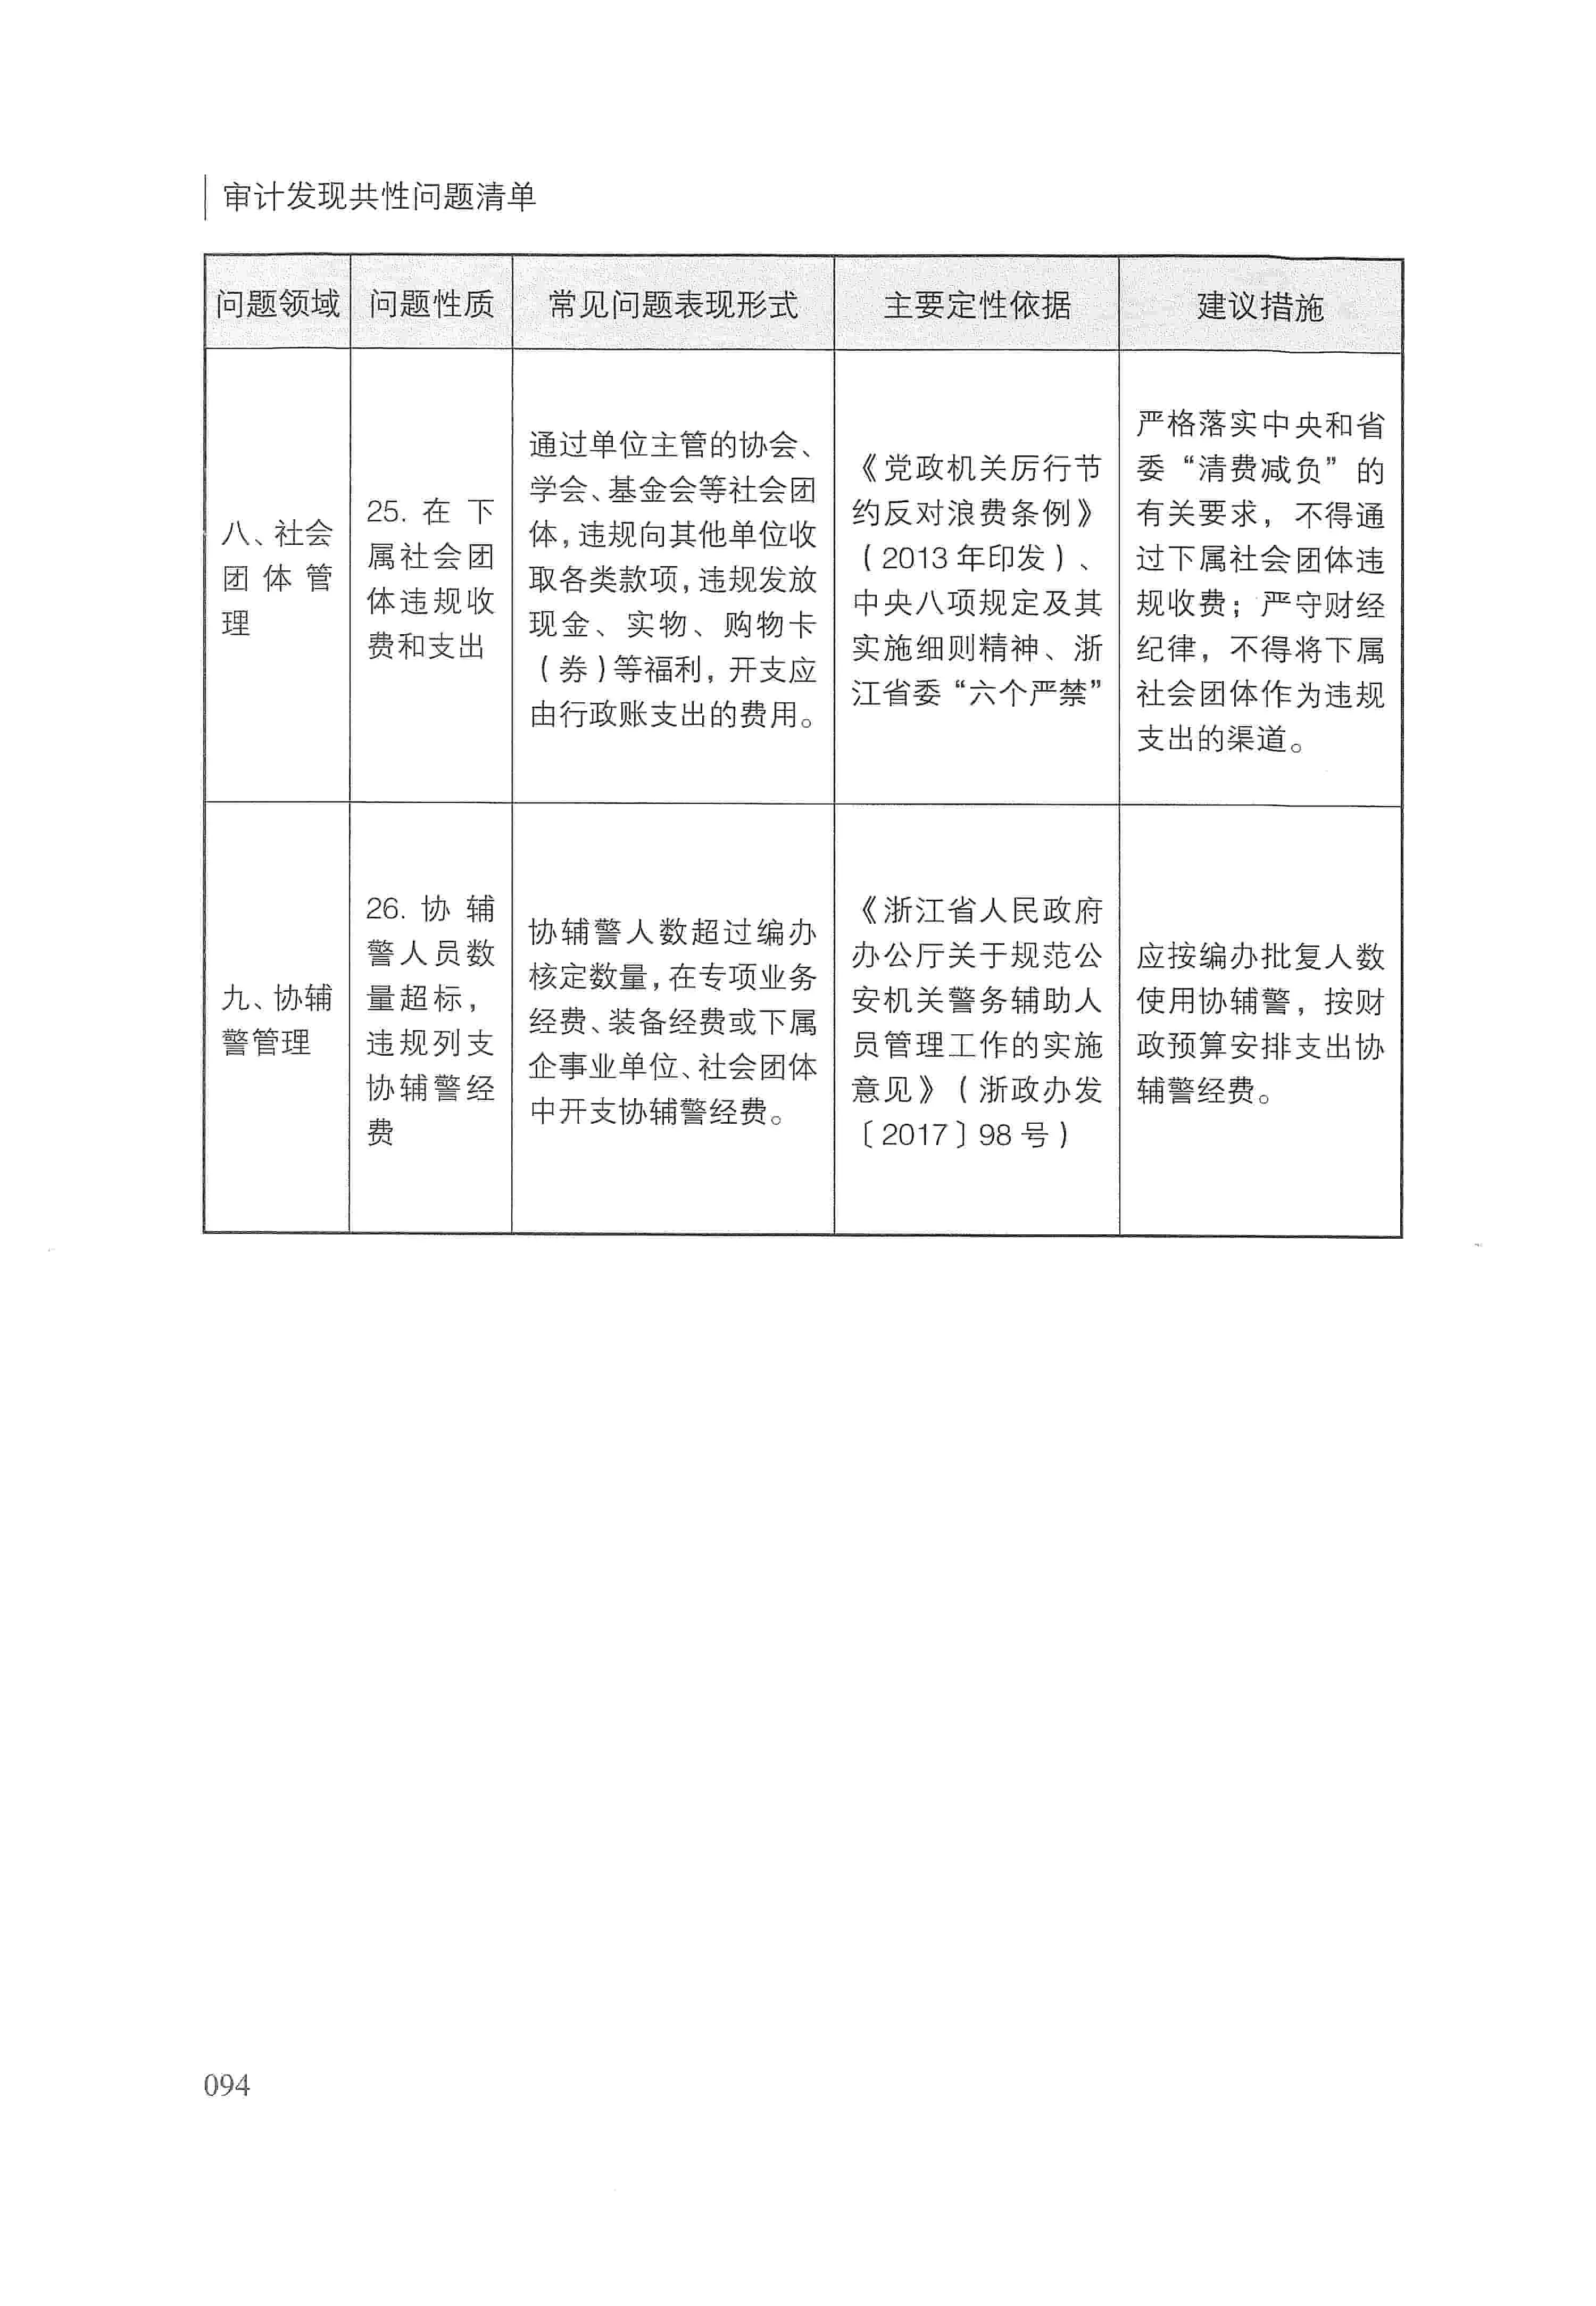 审计发现共性问题清单
问题领域
问题性质
常见问题表现形式
主要定性依据
建议措施
八、社会
团体管
理
25. 在下
属社会团
体违规收
费和支出
通过单位主管的协会、
学会、基金会等社会团
体，违规向其他单位收
取各类款项，违规发放
现金、实物、购物卡
（券）等福利，开支应
由行政账支出的费用。
《党政机关厉行节
约反对浪费条例》
（2013年印发）、
中央八项规定及其
实施细则精神、浙
江省委“六个严禁”
严格落实中央和省
委“清费减负”的
有关要求，不得通
过下属社会团体违
规收费；严守财经
纪律，不得将下属
社会团体作为违规
支出的渠道。
九、协辅
警管理
26. 协辅
警人员数
量超标，
违规列支
协辅警经
费
协辅警人数超过编办
核定数量，在专项业务
经费、装备经费或下属
企事业单位、社会团体
中开支协辅警经费。
《浙江省人民政府
办公厅关于规范公
安机关警务辅助人
员管理工作的实施
意见》（浙政办发
〔2017〕98号）
应按编办批复人数
使用协辅警，按财
政预算安排支出协
辅警经费。
094